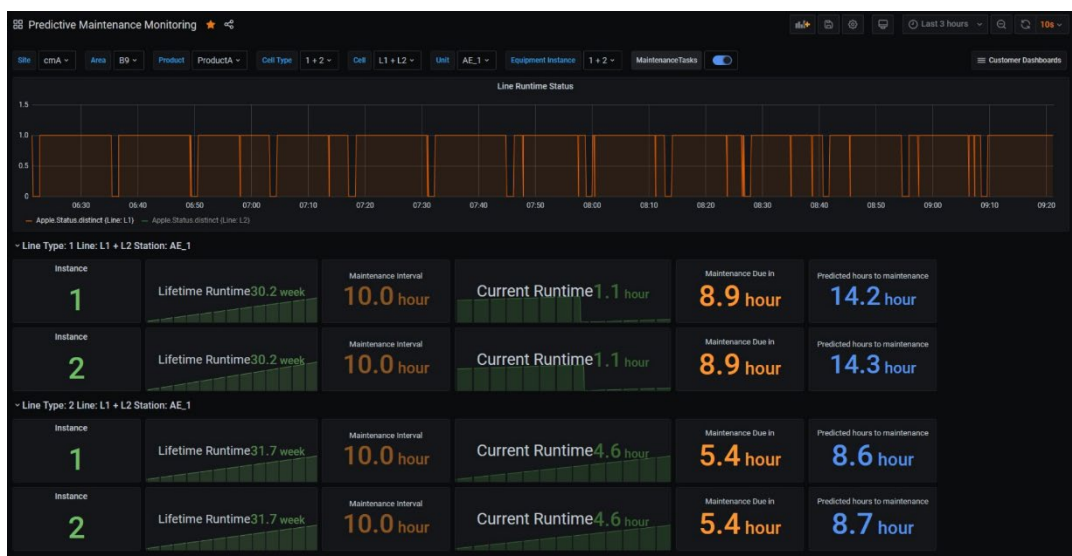 Predictive Maintenance Monitoring
Last 3 hours
10s
Site cmA Area B9 Product ProductA Cell Type 1 + 2 Cell L1 + L2 Unit AE_1 Equipment Instance 1 + 2 MaintenanceTasks Customer Dashboards
Line Runtime Status
1.5
1.0
0.5
0
06:30 06:40 06:50 07:00 07:10 07:20 07:30 07:40 07:50 08:00 08:10 08:20 08:30 08:40 08:50 09:00 09:10 09:20
Apple.Status.distinct (Line: L1) Apple.Status.distinct (Line: L2)
Line Type: 1 Line: L1 + L2 Station: AE_1
Instance
1
Lifetime Runtime 30.2 week
Maintenance Interval
10.0 hour
Current Runtime 1.1 hour
Maintenance Due in
8.9 hour
Predicted hours to maintenance
14.2 hour
Instance
2
Lifetime Runtime 30.2 week
Maintenance Interval
10.0 hour
Current Runtime 1.1 hour
Maintenance Due in
8.9 hour
Predicted hours to maintenance
14.3 hour
Line Type: 2 Line: L1 + L2 Station: AE_1
Instance
1
Lifetime Runtime 31.7 week
Maintenance Interval
10.0 hour
Current Runtime 4.6 hour
Maintenance Due in
5.4 hour
Predicted hours to maintenance
8.6 hour
Instance
2
Lifetime Runtime 31.7 week
Maintenance Interval
10.0 hour
Current Runtime 4.6 hour
Maintenance Due in
5.4 hour
Predicted hours to maintenance
8.7 hour